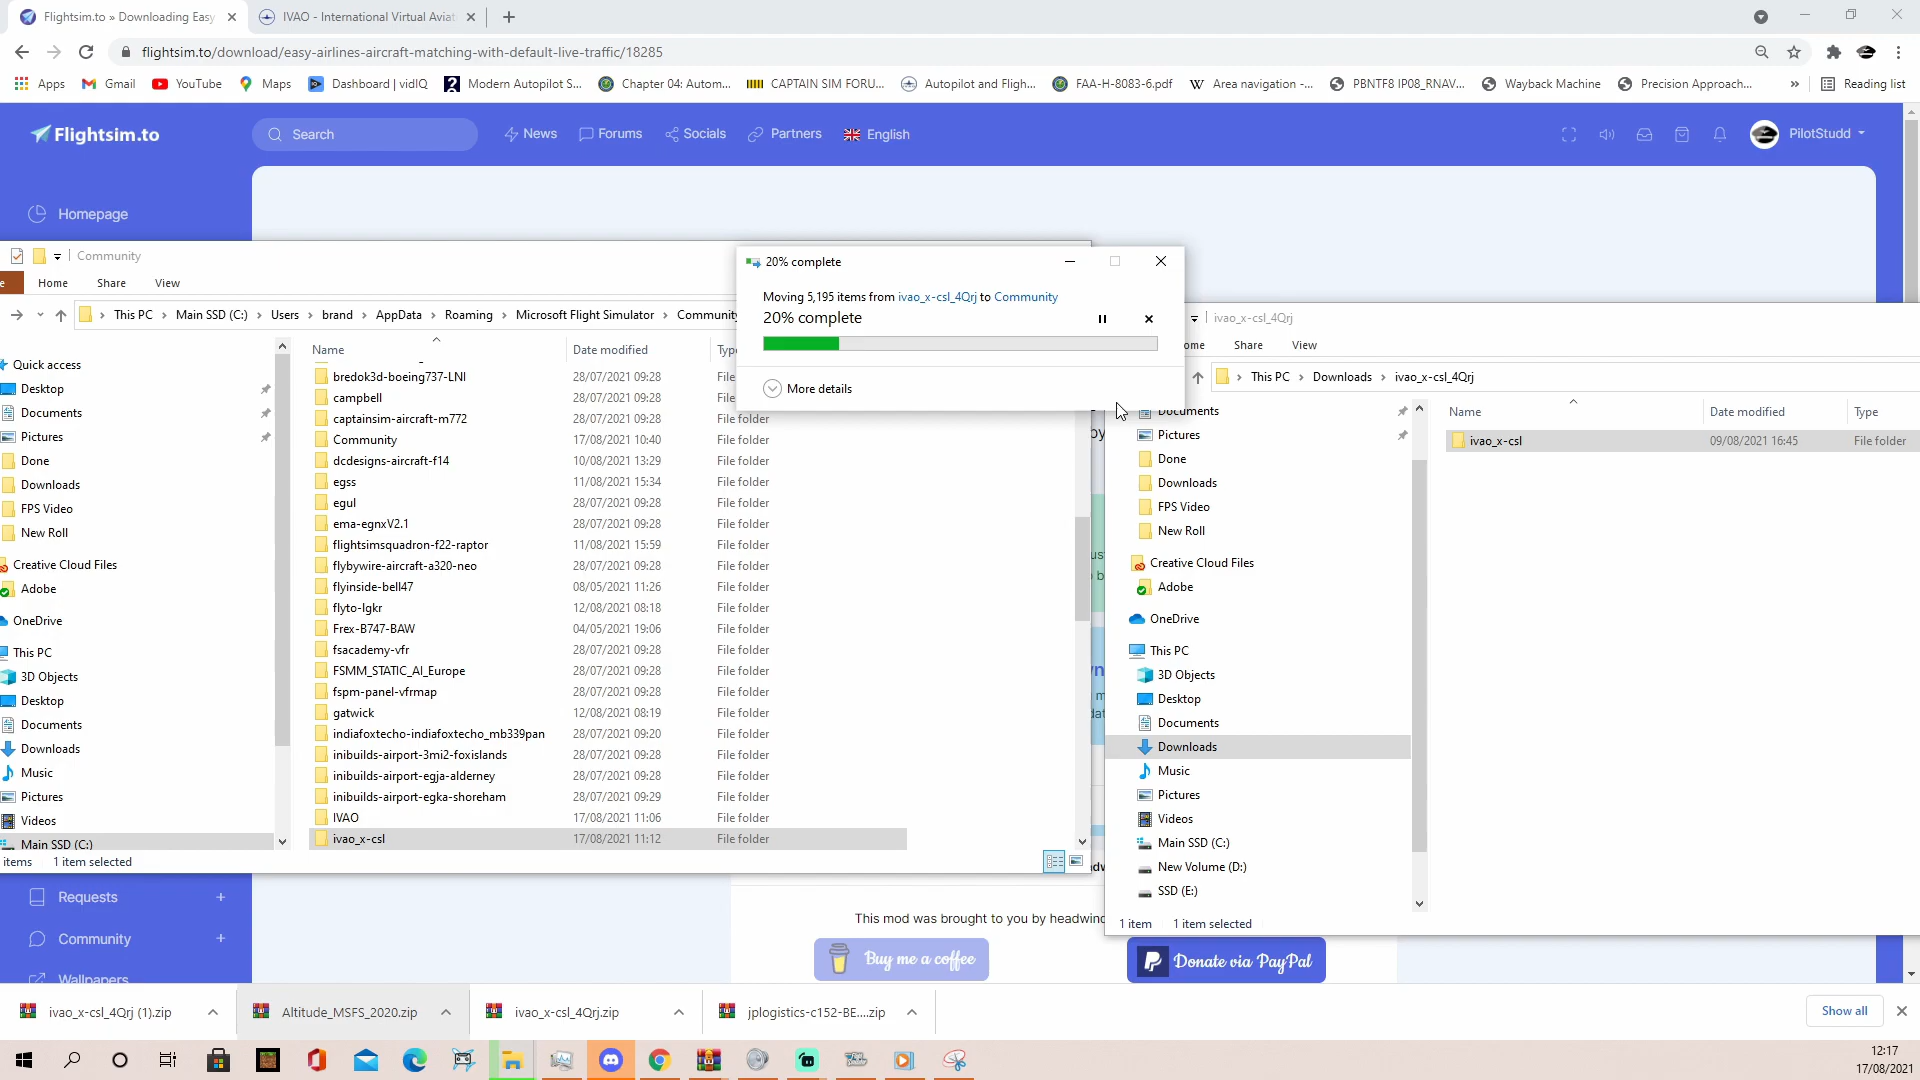 Flightsim.to » Downloading Easy
IVAO - International Virtual Aviat
flightsim.to/download/easy-airlines-aircraft-matching-with-default-live-traffic/18285
Apps
Gmail
YouTube
Maps
Dashboard | vidIQ
Modern Autopilot S...
Chapter 04: Autom...
CAPTAIN SIM FORU...
Autopilot and Fligh...
FAA-H-8083-6.pdf
Area navigation -...
PBNTF8 IP08_RNAV...
Wayback Machine
Precision Approach...
»
Reading list
Flightsim.to
Search
News
Forums
Socials
Partners
English
PilotStudd
Homepage
Community
e Home Share View
This PC › Main SSD (C:) › Users › brand › AppData › Roaming › Microsoft Flight Simulator › Community
Name Date modified Typ
Quick access
Desktop
Documents
Pictures
Done
Downloads
FPS Video
New Roll
Creative Cloud Files
Adobe
OneDrive
This PC
3D Objects
Desktop
Documents
Downloads
Music
Pictures
Videos
Main SSD (C:)
bredok3d-boeing737-LNI 28/07/2021 09:28 File
campbell 28/07/2021 09:28 File
captainsim-aircraft-m772 28/07/2021 09:28 File folder
Community 17/08/2021 10:40 File folder
dcdesigns-aircraft-f14 10/08/2021 13:29 File folder
egss 11/08/2021 15:34 File folder
egul 28/07/2021 09:28 File folder
ema-egnxV2.1 28/07/2021 09:28 File folder
flightsimsquadron-f22-raptor 11/08/2021 15:59 File folder
flybywire-aircraft-a320-neo 28/07/2021 09:28 File folder
flyinside-bell47 08/05/2021 11:26 File folder
flyto-lgkr 12/08/2021 08:18 File folder
Frex-B747-BAW 04/05/2021 19:06 File folder
fsacademy-vfr 28/07/2021 09:28 File folder
FSMM_STATIC_AI_Europe 28/07/2021 09:28 File folder
fspm-panel-vfrmap 28/07/2021 09:28 File folder
gatwick 12/08/2021 08:19 File folder
indiafoxtecho-indiafoxtecho_mb339pan 28/07/2021 09:20 File folder
inibuilds-airport-3mi2-foxislands 28/07/2021 09:28 File folder
inibuilds-airport-egja-alderney 28/07/2021 09:28 File folder
inibuilds-airport-egka-shoreham 28/07/2021 09:29 File folder
IVAO 17/08/2021 11:06 File folder
ivao_x-csl 17/08/2021 11:12 File folder
items 1 item selected
20% complete
Moving 5,195 items from ivao_x-csl_4Qrj to Community
20% complete
More details
ivao_x-csl_4Qrj
ome Share View
This PC › Downloads › ivao_x-csl_4Qrj
Name Date modified Type
ivao_x-csl 09/08/2021 16:45 File folder
Documents
Pictures
Done
Downloads
FPS Video
New Roll
Creative Cloud Files
Adobe
OneDrive
This PC
3D Objects
Desktop
Documents
Downloads
Music
Pictures
Videos
Main SSD (C:)
New Volume (D:)
SSD (E:)
1 item 1 item selected
Requests +
Community +
Wallpapers
This mod was brought to you by headwin
Buy me a coffee
Donate via PayPal
ivao_x-csl_4Qrj (1).zip
Altitude_MSFS_2020.zip
ivao_x-csl_4Qrj.zip
jplogistics-c152-BE....zip
Show all
12:17
17/08/2021